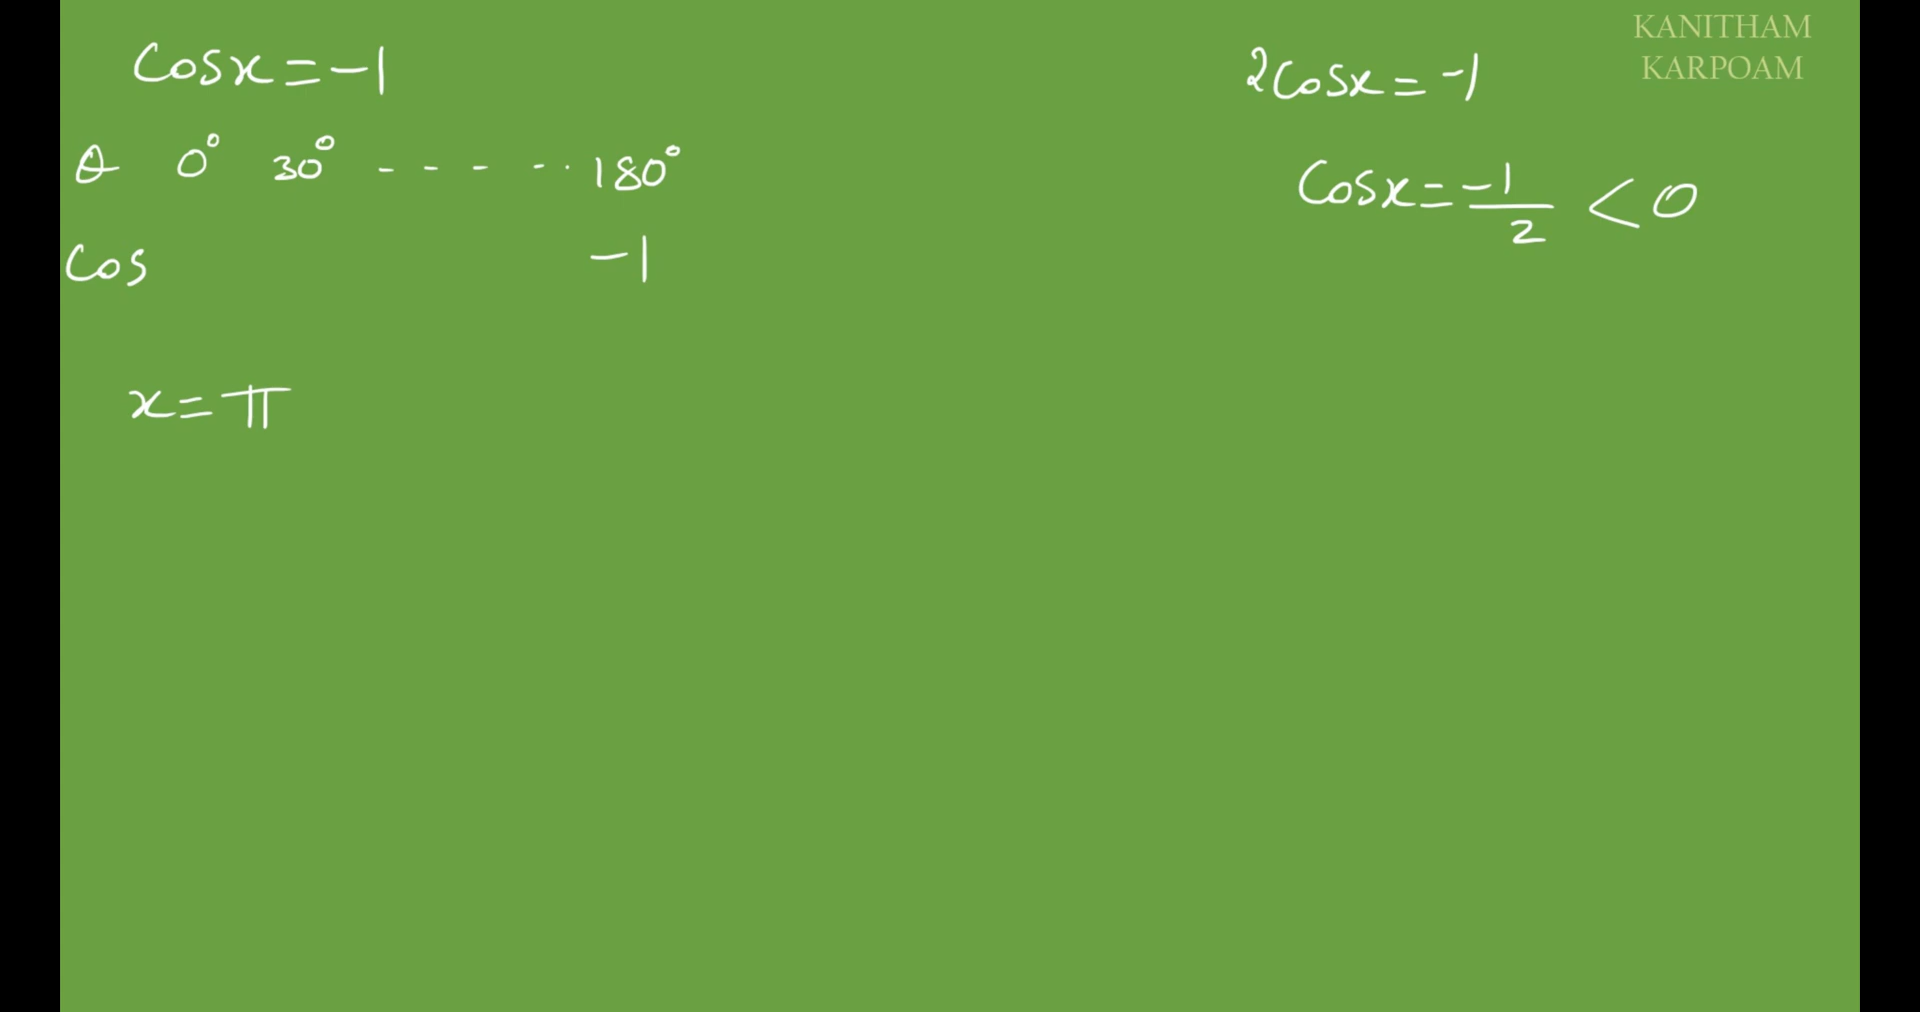 KANITHAM
KARPOAM
Cosx = -1
θ 0° 30° - - - - - · 180°
Cos -1
x = π
2Cosx = -1
Cosx = -1/2 < 0